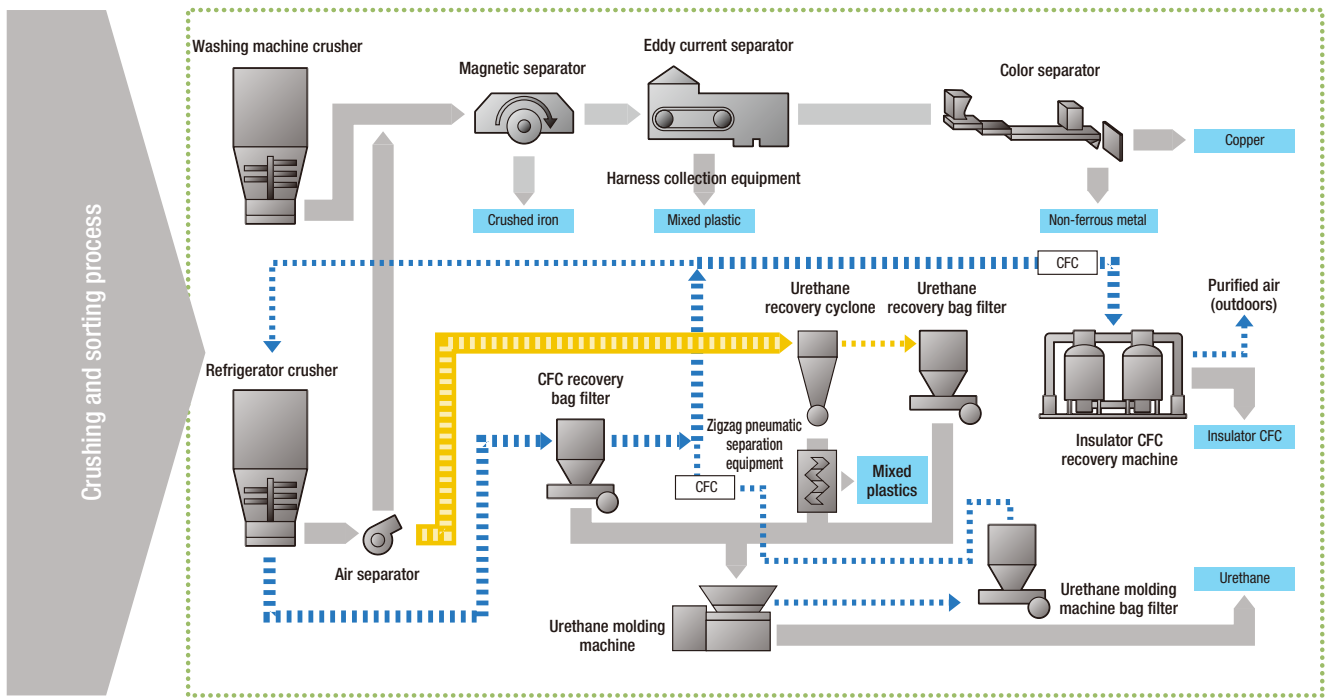 Crushing and sorting process
Washing machine crusher
Magnetic separator
Eddy current separator
Color separator
Copper
Harness collection equipment
Crushed iron
Mixed plastic
Non-ferrous metal
CFC
Purified air
(outdoors)
Urethane
recovery cyclone
Urethane
recovery bag filter
Refrigerator crusher
CFC recovery
bag filter
Zigzag pneumatic
separation
equipment
Insulator CFC
recovery machine
Insulator CFC
Mixed
plastics
CFC
Air separator
Urethane molding
machine
Urethane molding
machine bag filter
Urethane